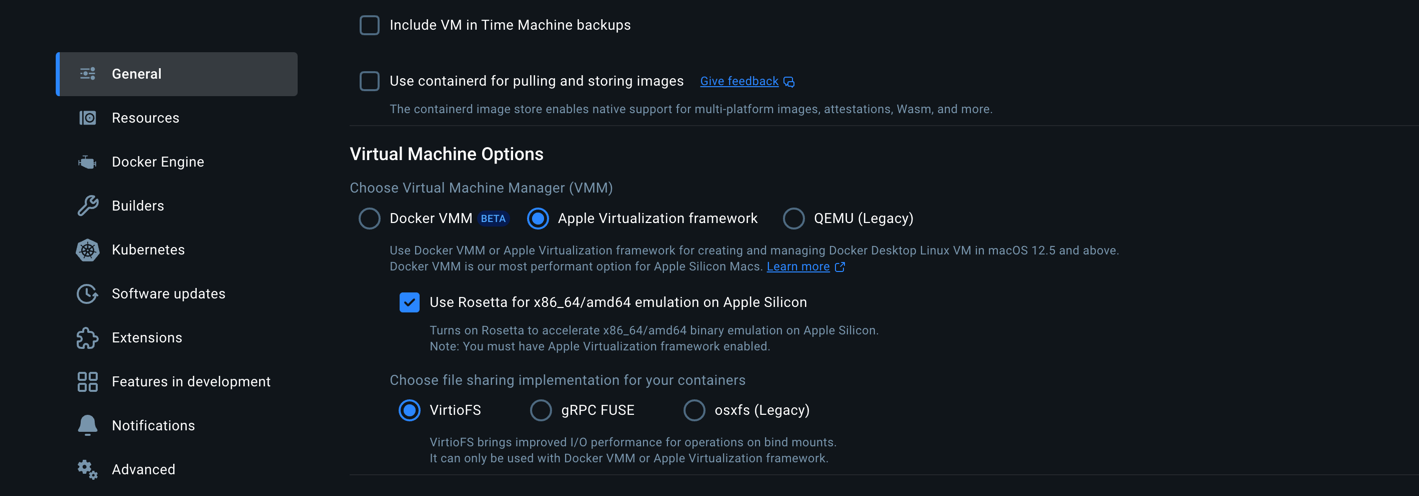 General
Resources
Docker Engine
Builders
Kubernetes
Software updates
Extensions
Features in development
Notifications
Advanced
Include VM in Time Machine backups
Use containerd for pulling and storing images Give feedback
The containerd image store enables native support for multi-platform images, attestations, Wasm, and more.
Virtual Machine Options
Choose Virtual Machine Manager (VMM)
Docker VMM BETA Apple Virtualization framework QEMU (Legacy)
Use Docker VMM or Apple Virtualization framework for creating and managing Docker Desktop Linux VM in macOS 12.5 and above.
Docker VMM is our most performant option for Apple Silicon Macs. Learn more
Use Rosetta for x86_64/amd64 emulation on Apple Silicon
Turns on Rosetta to accelerate x86_64/amd64 binary emulation on Apple Silicon.
Note: You must have Apple Virtualization framework enabled.
Choose file sharing implementation for your containers
VirtioFS gRPC FUSE osxfs (Legacy)
VirtioFS brings improved I/O performance for operations on bind mounts.
It can only be used with Docker VMM or Apple Virtualization framework.